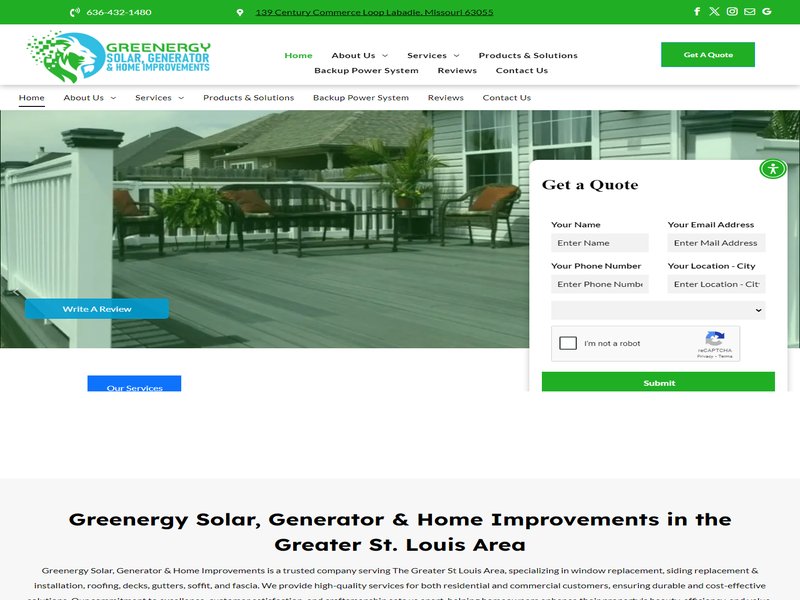 636-432-1480
139 Century Commerce Loop Labadie, Missouri 63055
GREENERGY
SOLAR, GENERATOR
& HOME IMPROVEMENTS
Home About Us Services Products & Solutions
Backup Power System Reviews Contact Us
Get A Quote
Home About Us Services Products & Solutions Backup Power System Reviews Contact Us
Get a Quote
Your Name Your Email Address
Enter Name Enter Mail Address
Your Phone Number Your Location - City
Enter Phone Numbe Enter Location - Cit
I'm not a robot
reCAPTCHA
Privacy - Terms
Submit
Write A Review
Our Services
Greenergy Solar, Generator & Home Improvements in the
Greater St. Louis Area
Greenergy Solar, Generator & Home Improvements is a trusted company serving The Greater St Louis Area, specializing in window replacement, siding replacement &
installation, roofing, decks, gutters, soffit, and fascia. We provide high-quality services for both residential and commercial customers, ensuring durable and cost-effective